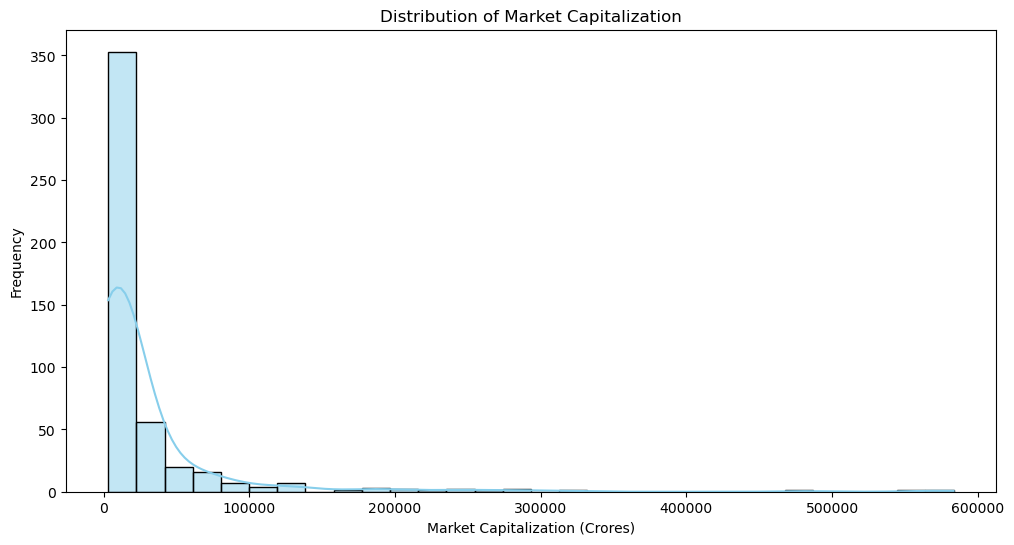 Distribution of Market Capitalization
350
300
250
200
150
100
50
0
Frequency
0 100000 200000 300000 400000 500000 600000
Market Capitalization (Crores)